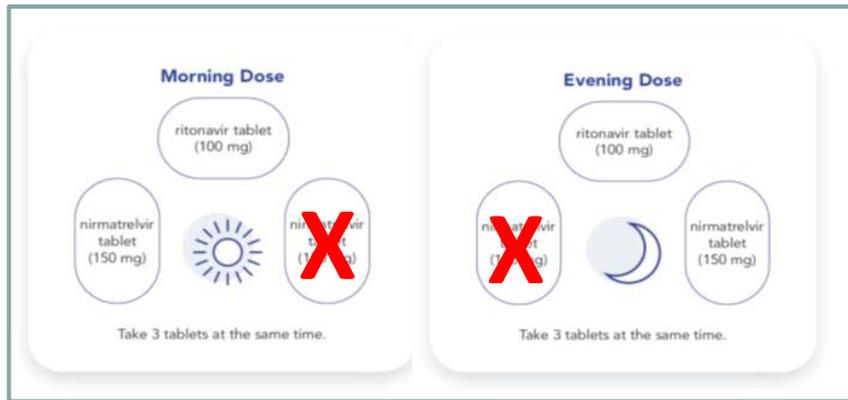 Morning Dose
ritonavir tablet
(100 mg)
nirmatrelvir
tablet
(150 mg)
X
Take 3 tablets at the same time.
Evening Dose
ritonavir tablet
(100 mg)
X
nirmatrelvir
tablet
(150 mg)
Take 3 tablets at the same time.